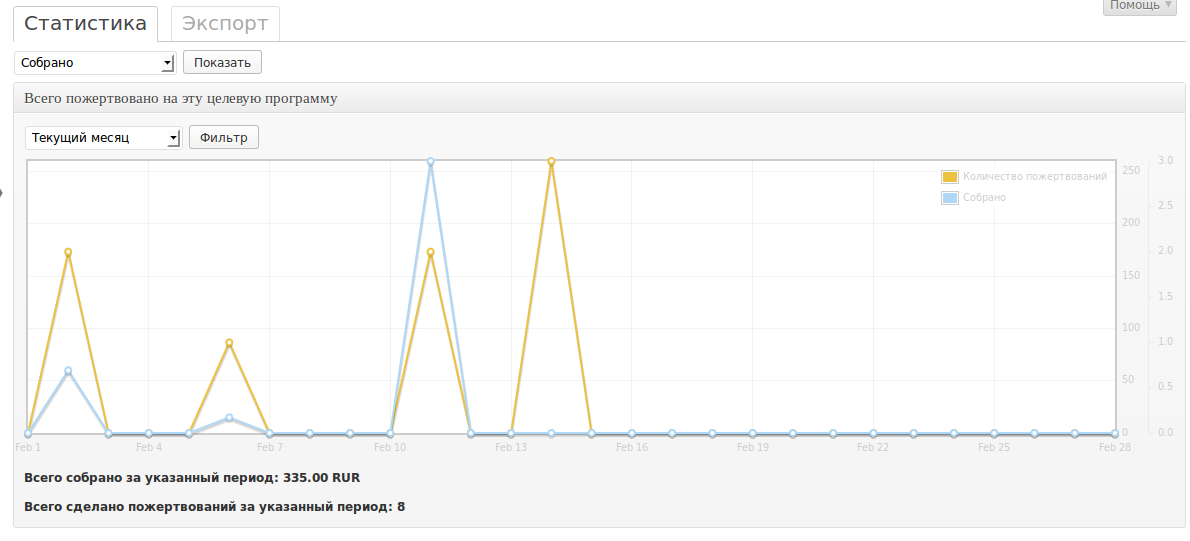 Помощь
Статистика Экспорт
Собрано Показать
Всего пожертвовано на эту целевую программу
Текущий месяц Фильтр
Количество пожертвований
Собрано
250
200
150
100
50
0
3.0
2.5
2.0
1.5
1.0
0.5
0.0
Feb 1 Feb 4 Feb 7 Feb 10 Feb 13 Feb 16 Feb 19 Feb 22 Feb 25 Feb 28
Всего собрано за указанный период: 335.00 RUR
Всего сделано пожертвований за указанный период: 8